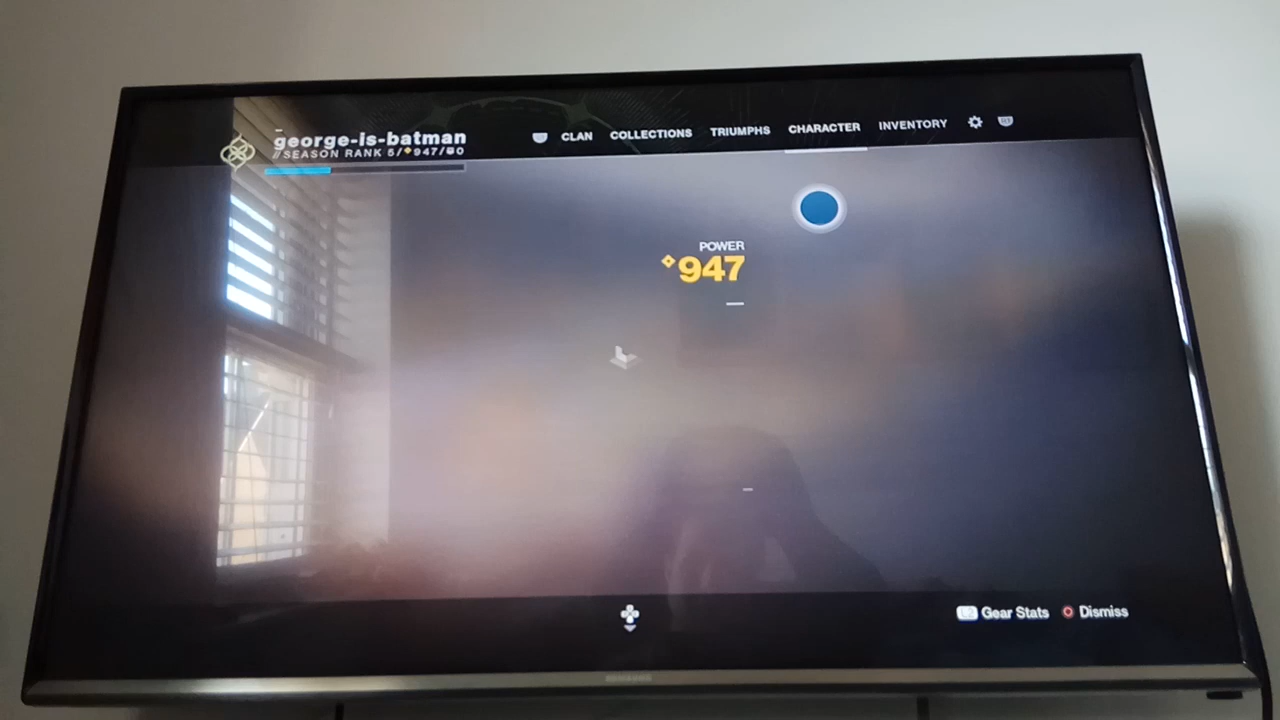 george-is-batman
//SEASON RANK 5/947/0
CLAN COLLECTIONS TRIUMPHS CHARACTER INVENTORY
POWER
947
Gear Stats Dismiss